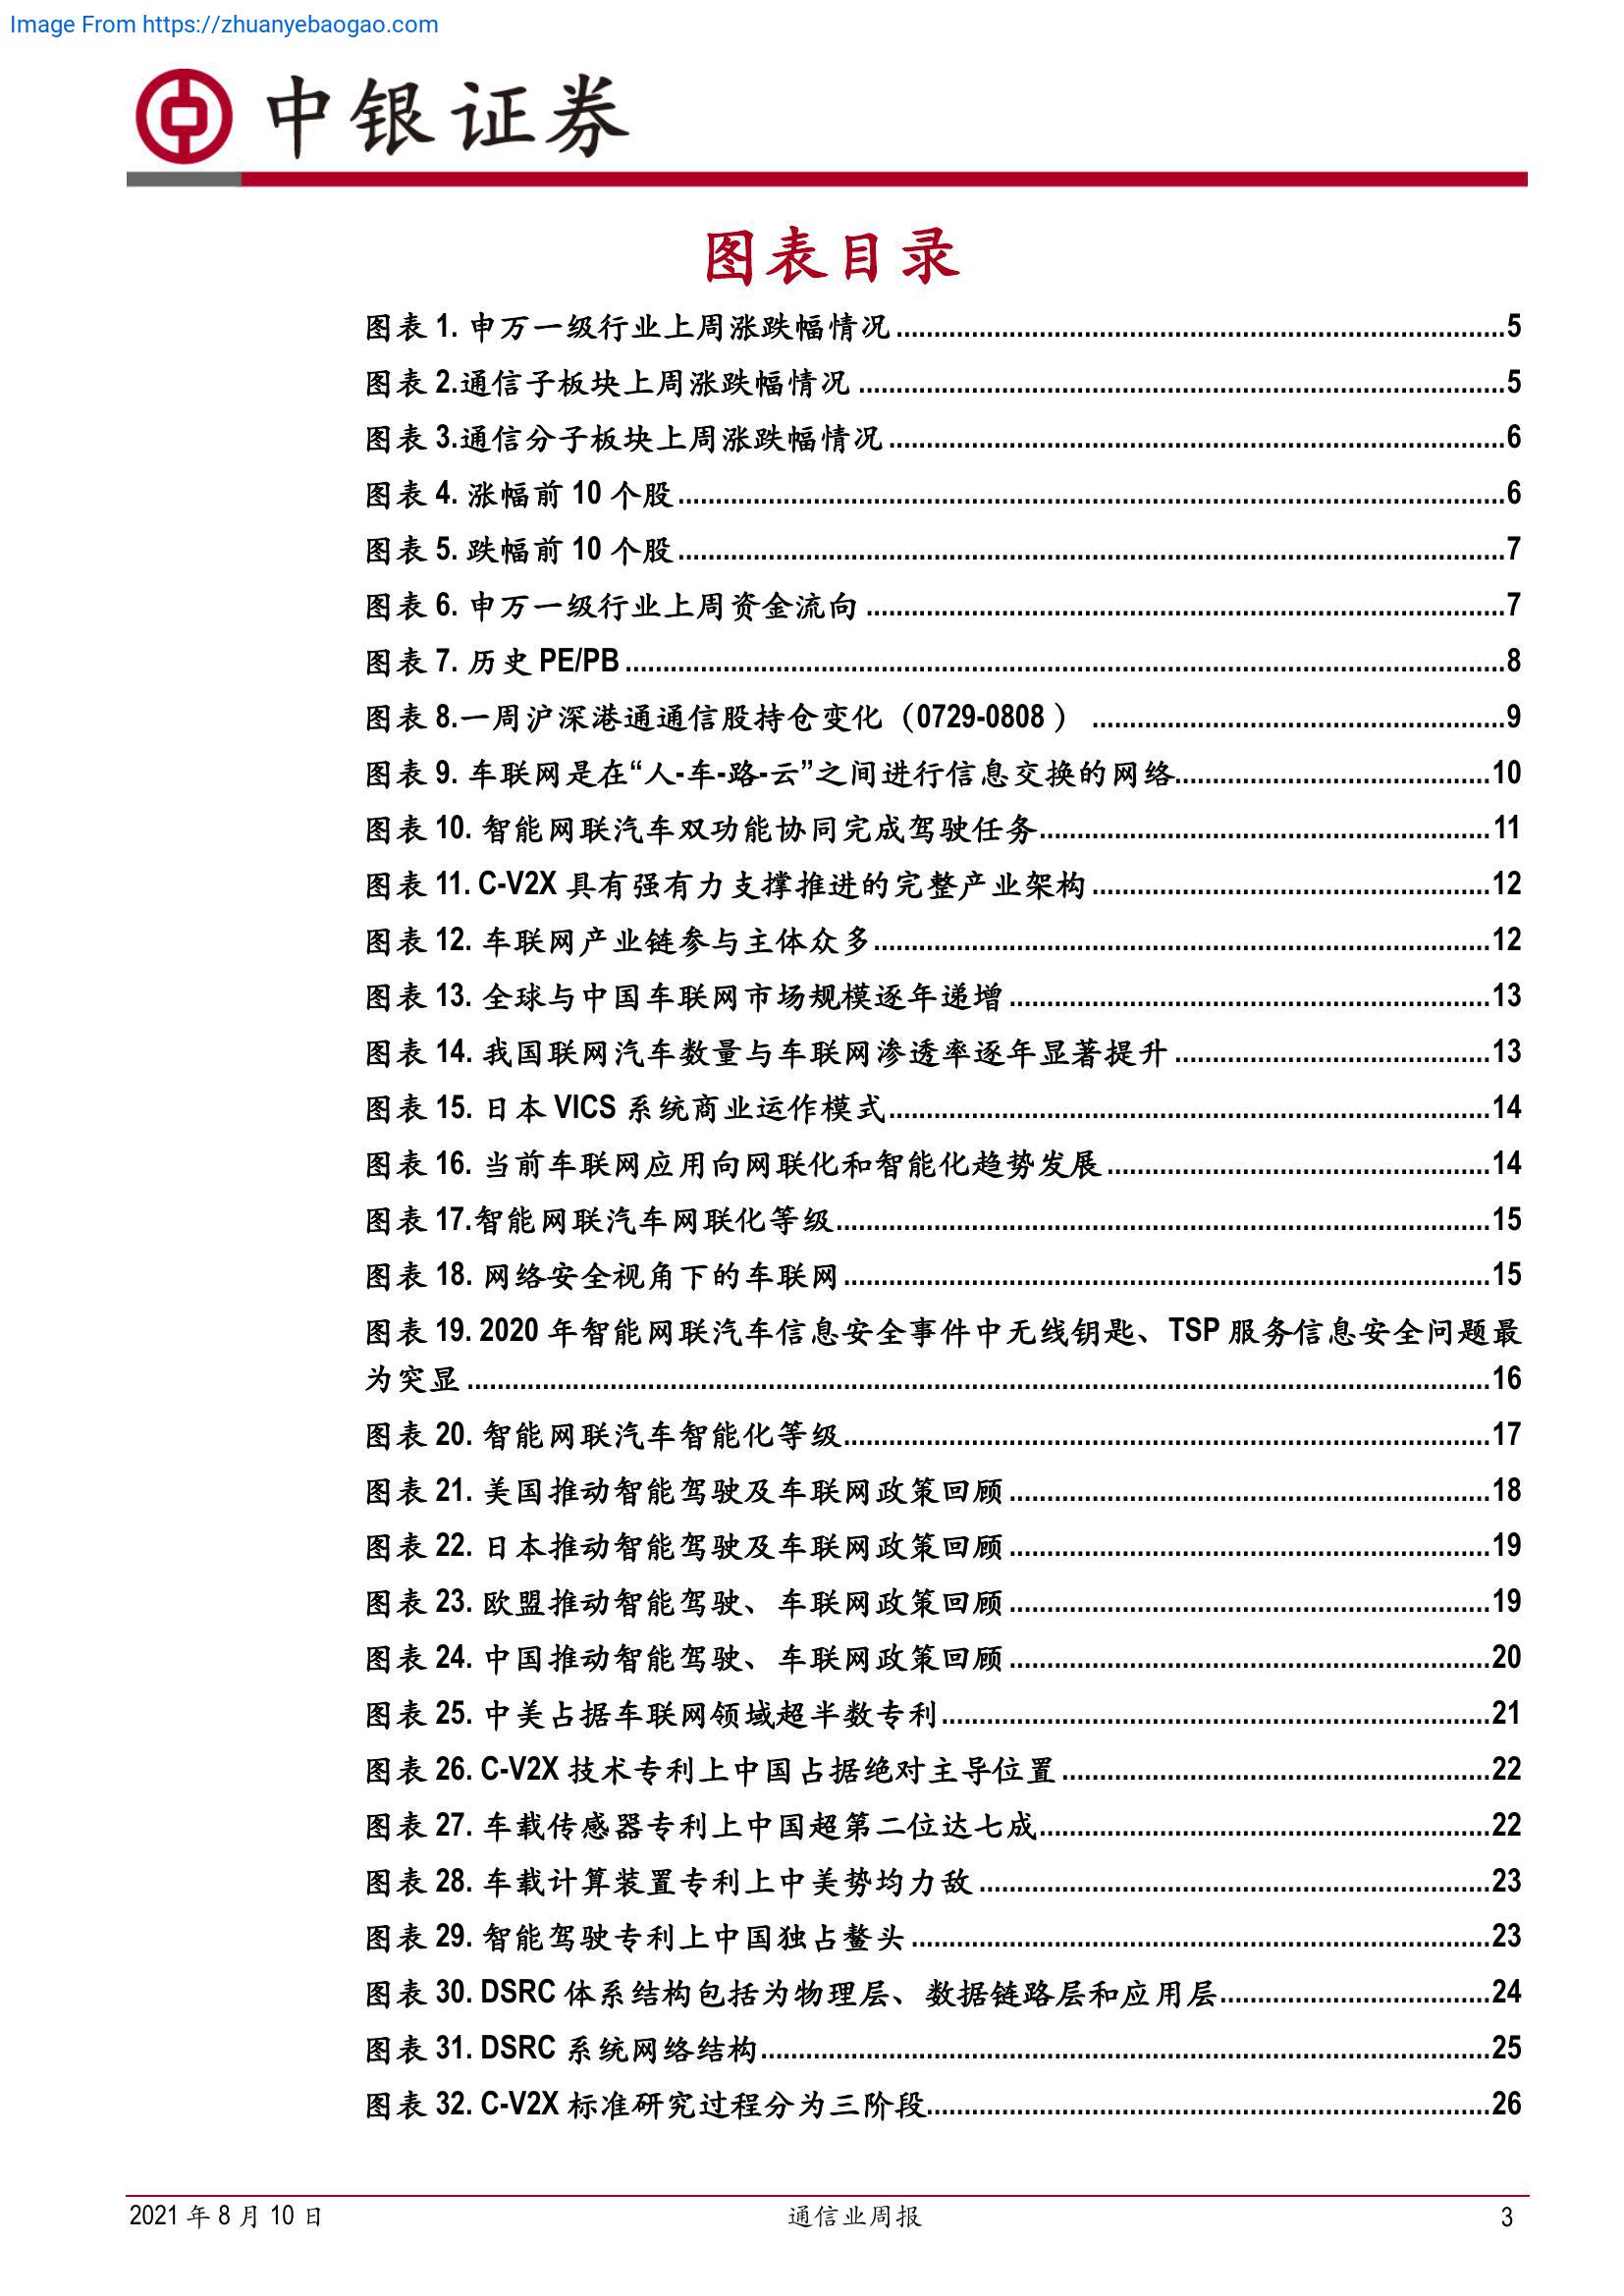 Image From https://zhuanyebaogao.com
中银证券
图表目录
图表 1. 申万一级行业上周涨跌幅情况........5
图表 2.通信子板块上周涨跌幅情况........5
图表 3.通信分子板块上周涨跌幅情况........6
图表 4. 涨幅前 10 个股........6
图表 5. 跌幅前 10 个股........7
图表 6. 申万一级行业上周资金流向........7
图表 7. 历史 PE/PB........8
图表 8.一周沪深港通通信股持仓变化（0729-0808 ）........9
图表 9. 车联网是在“人-车-路-云”之间进行信息交换的网络........10
图表 10. 智能网联汽车双功能协同完成驾驶任务........11
图表 11. C-V2X 具有强有力支撑推进的完整产业架构........12
图表 12. 车联网产业链参与主体众多........12
图表 13. 全球与中国车联网市场规模逐年递增........13
图表 14. 我国联网汽车数量与车联网渗透率逐年显著提升........13
图表 15. 日本 VICS 系统商业运作模式........14
图表 16. 当前车联网应用向网联化和智能化趋势发展........14
图表 17.智能网联汽车网联化等级........15
图表 18. 网络安全视角下的车联网........15
图表 19. 2020 年智能网联汽车信息安全事件中无线钥匙、TSP 服务信息安全问题最
为突显........16
图表 20. 智能网联汽车智能化等级........17
图表 21. 美国推动智能驾驶及车联网政策回顾........18
图表 22. 日本推动智能驾驶及车联网政策回顾........19
图表 23. 欧盟推动智能驾驶、车联网政策回顾........19
图表 24. 中国推动智能驾驶、车联网政策回顾........20
图表 25. 中美占据车联网领域超半数专利........21
图表 26. C-V2X 技术专利上中国占据绝对主导位置........22
图表 27. 车载传感器专利上中国超第二位达七成........22
图表 28. 车载计算装置专利上中美势均力敌........23
图表 29. 智能驾驶专利上中国独占鳌头........23
图表 30. DSRC 体系结构包括为物理层、数据链路层和应用层........24
图表 31. DSRC 系统网络结构........25
图表 32. C-V2X 标准研究过程分为三阶段........26
2021 年 8 月 10 日 通信业周报 3